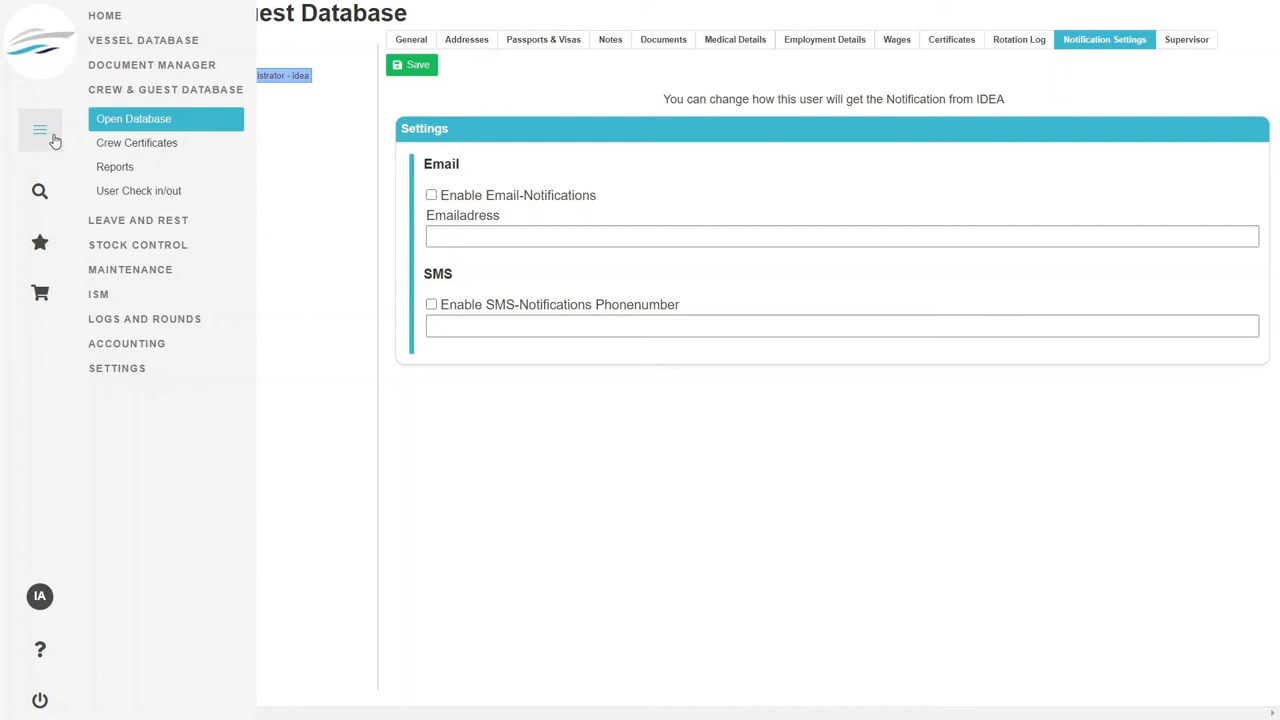 HOME
VESSEL DATABASE
DOCUMENT MANAGER
CREW & GUEST DATABASE
Open Database
Crew Certificates
Reports
User Check in/out
LEAVE AND REST
STOCK CONTROL
MAINTENANCE
ISM
LOGS AND ROUNDS
ACCOUNTING
SETTINGS
IA
?
uest Database
istrator - idea
General Addresses Passports & Visas Notes Documents Medical Details Employment Details Wages Certificates Rotation Log Notification Settings Supervisor
Save
You can change how this user will get the Notification from IDEA
Settings
Email
Enable Email-Notifications
Emailadress
SMS
Enable SMS-Notifications Phonenumber